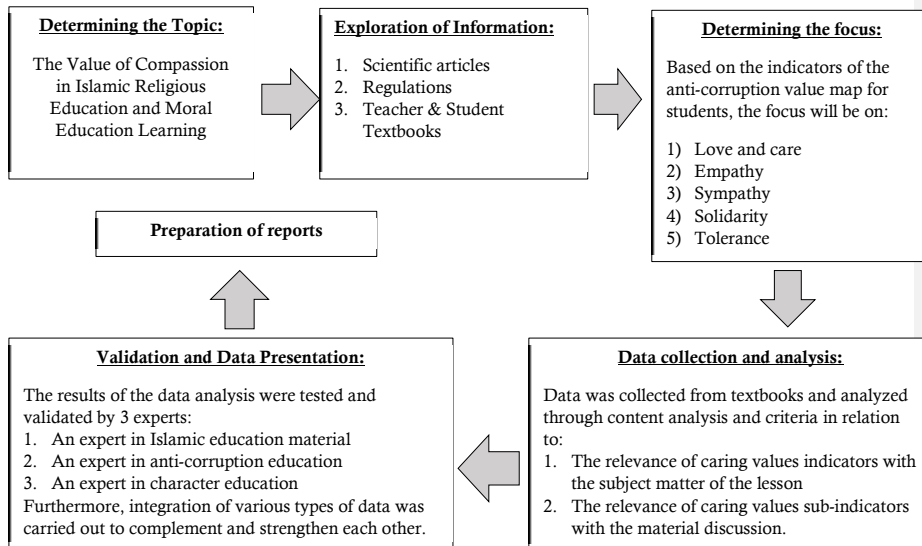 Determining the Topic:
The Value of Compassion
in Islamic Religious
Education and Moral
Education Learning
Exploration of Information:
1. Scientific articles
2. Regulations
3. Teacher & Student
Textbooks
Determining the focus:
Based on the indicators of the
anti-corruption value map for
students, the focus will be on:
1) Love and care
2) Empathy
3) Sympathy
4) Solidarity
5) Tolerance
Data collection and analysis:
Data was collected from textbooks and analyzed
through content analysis and criteria in relation
to:
1. The relevance of caring values indicators with
the subject matter of the lesson
2. The relevance of caring values sub-indicators
with the material discussion.
Validation and Data Presentation:
The results of the data analysis were tested and
validated by 3 experts:
1. An expert in Islamic education material
2. An expert in anti-corruption education
3. An expert in character education
Furthermore, integration of various types of data was
carried out to complement and strengthen each other.
Preparation of reports